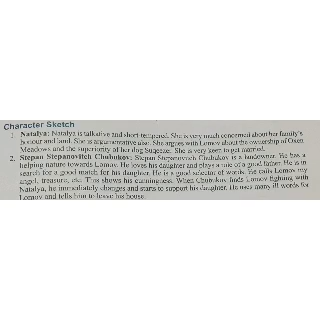 Character Sketch
1. Natalya: Natalya is talkative and short-tempered. She is very much concerned about her family's
honour and land. She is argumentative also. She argues with Lomov about the ownership of Oxen
Meadows and the superiority of her dog Squeezer. She is very keen to get married.
2. Stepan Stepanovitch Chubukov: Stepan Stepanovitch Chubukov is a landowner. He has a
helping nature towards Lomov. He loves his daughter and plays a role of a good father. He is in
search for a good match for his daughter. He is a good selector of words. He calls Lomov my
angel, treasure, etc. This shows his cunningness. When Chubukov finds Lomov fighting with
Natalya, he immediately changes and starts to support his daughter. He uses many ill words for
Lomov and tells him to leave his house.